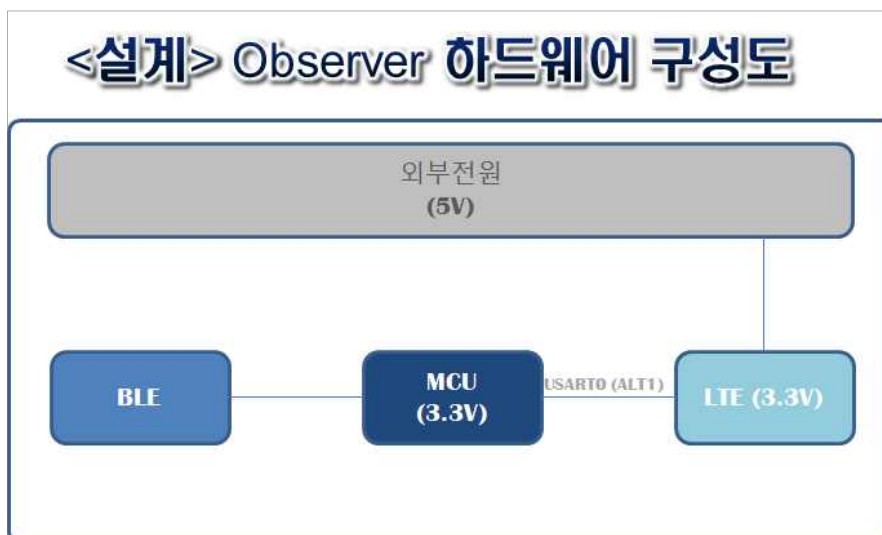 <설계> Observer 하드웨어 구성도
외부전원
(5V)
BLE
MCU
(3.3V)
USART0 (ALT1)
LTE (3.3V)